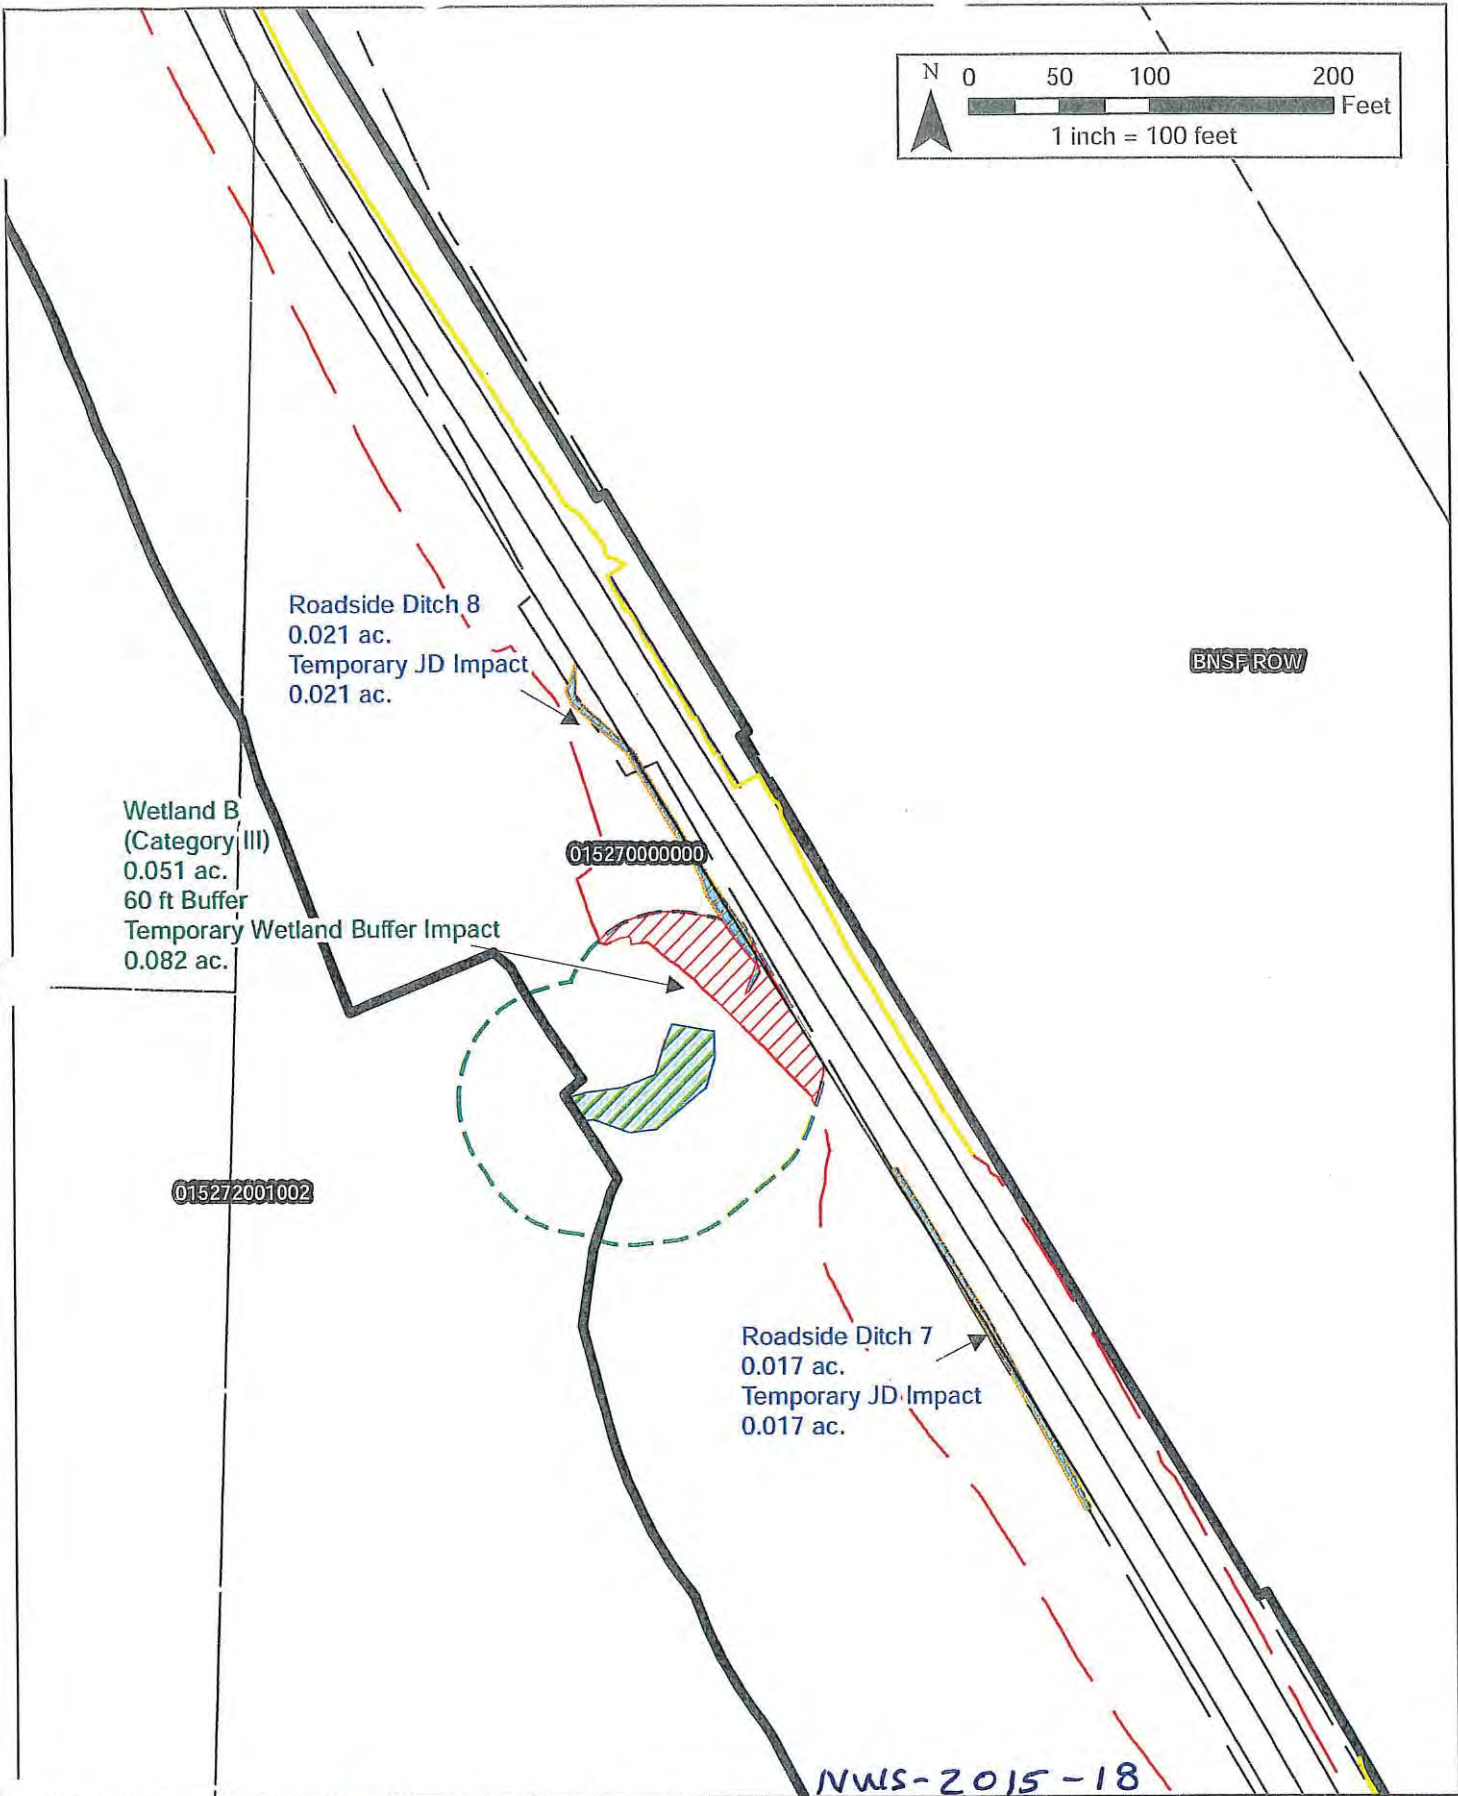 N 0 50 100 200
Feet
1 inch = 100 feet
Roadside Ditch 8
0.021 ac.
Temporary JD Impact
0.021 ac.
BNSF ROW
Wetland B
(Category III)
0.051 ac.
60 ft Buffer
Temporary Wetland Buffer Impact
0.082 ac.
015270000000
015272001002
Roadside Ditch 7
0.017 ac.
Temporary JD Impact
0.017 ac.
NWS-2015-18